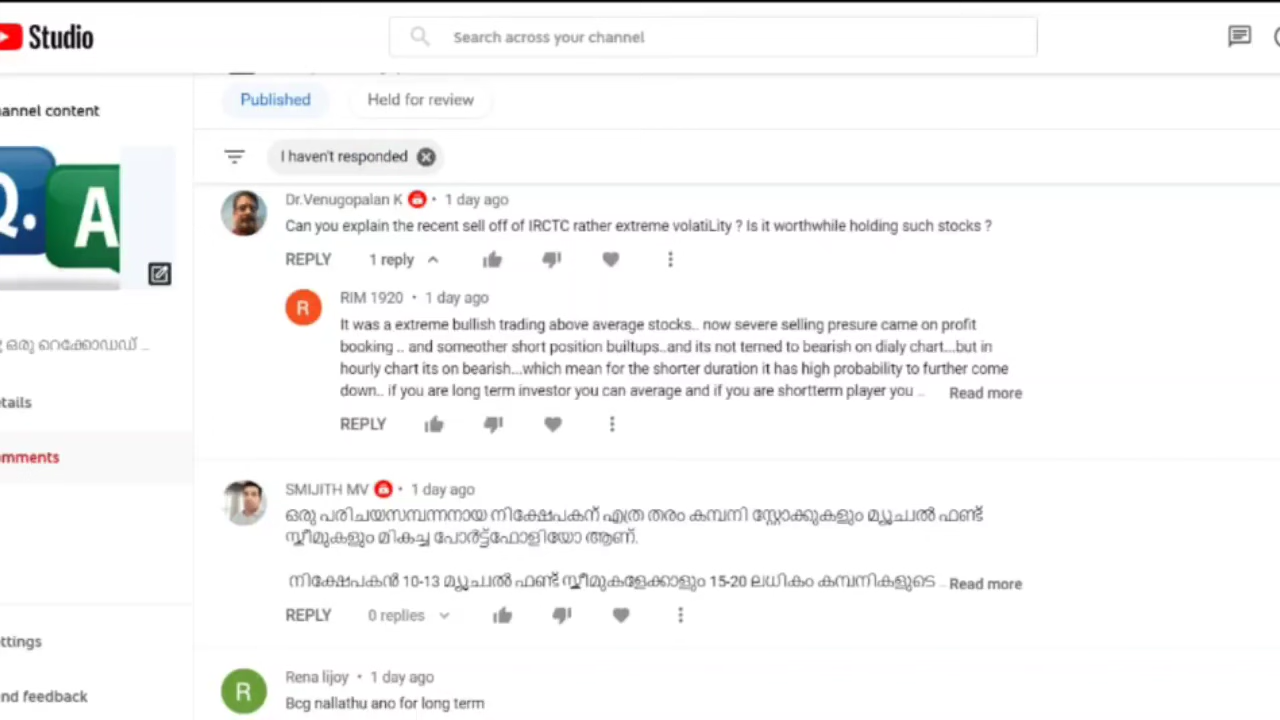 Studio
Search across your channel
annel content
Published
Held for review
I haven't responded
Q.
A
Dr.Venugopalan K • 1 day ago
Can you explain the recent sell off of IRCTC rather extreme volatiLity ? Is it worthwhile holding such stocks ?
REPLY 1 reply
R
RIM 1920 • 1 day ago
It was a extreme bullish trading above average stocks.. now severe selling presure came on profit
booking .. and someother short position builtups..and its not terned to bearish on dialy chart...but in
hourly chart its on bearish...which mean for the shorter duration it has high probability to further come
down.. if you are long term investor you can average and if you are shortterm player you .. Read more
REPLY
ഒരു റെക്കോഡഡ് ...
etails
mments
SMIJITH MV • 1 day ago
ഒരു പരിചയസമ്പന്നനായ നിക്ഷേപകന് എത്ര തരം കമ്പനി സ്റ്റോക്കുകളും മ്യൂച്വൽ ഫണ്ട്
സ്കീമുകളും മികച്ച പോർട്ട്ഫോളിയോ ആണ്.
നിക്ഷേപകൻ 10-13 മ്യൂച്വൽ ഫണ്ട് സ്കീമുകളേക്കാളും 15-20 ലധികം കമ്പനികളുടെ ... Read more
REPLY 0 replies
ttings
nd feedback
R
Rena lijoy • 1 day ago
Bcg nallathu ano for long term